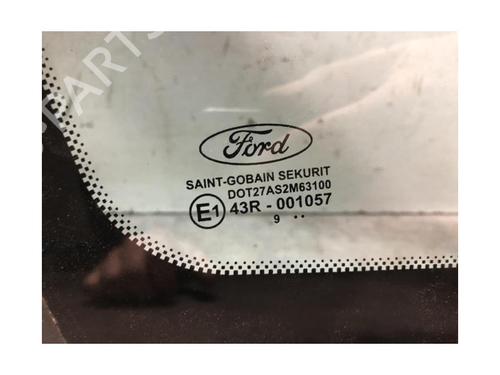 Ford
SAINT-GOBAIN SEKURIT
DOT27AS2M63100
E1 43R - 001057
9 ..